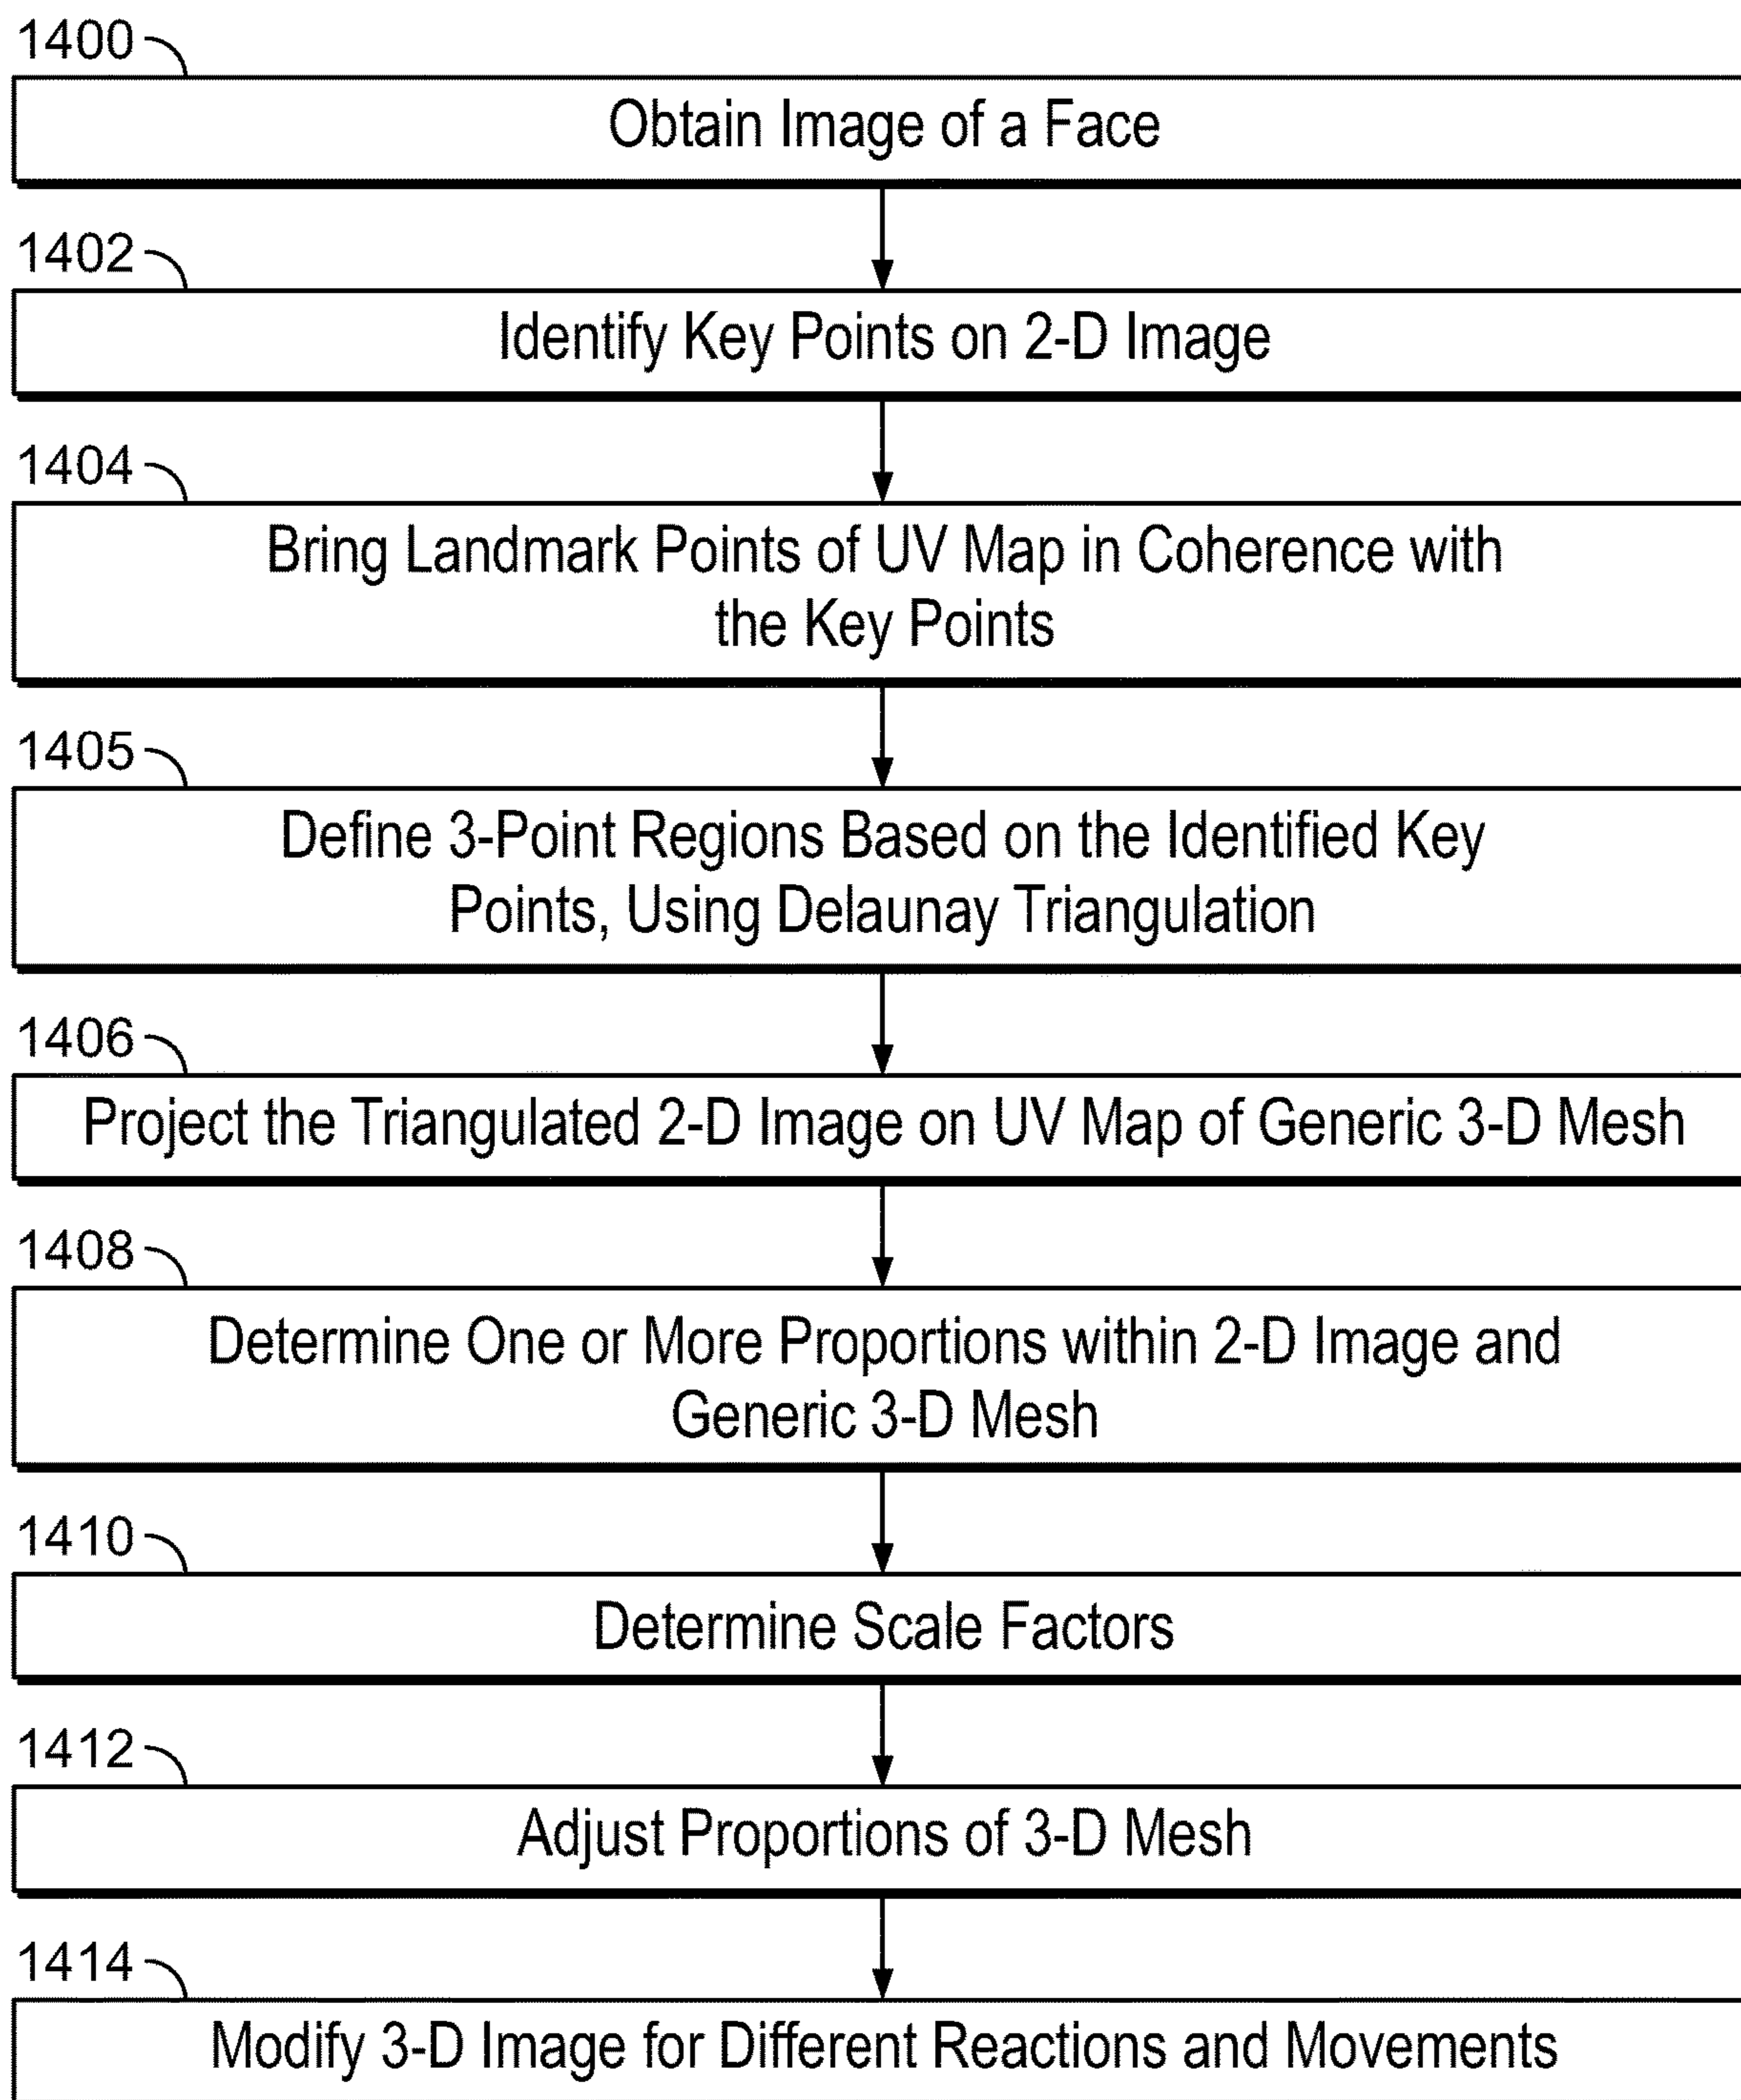 1400
Obtain Image of a Face
1402
Identify Key Points on 2-D Image
1404
Bring Landmark Points of UV Map in Coherence with
the Key Points
1405
Define 3-Point Regions Based on the Identified Key
Points, Using Delaunay Triangulation
1406
Project the Triangulated 2-D Image on UV Map of Generic 3-D Mesh
1408
Determine One or More Proportions within 2-D Image and
Generic 3-D Mesh
1410
Determine Scale Factors
1412
Adjust Proportions of 3-D Mesh
1414
Modify 3-D Image for Different Reactions and Movements